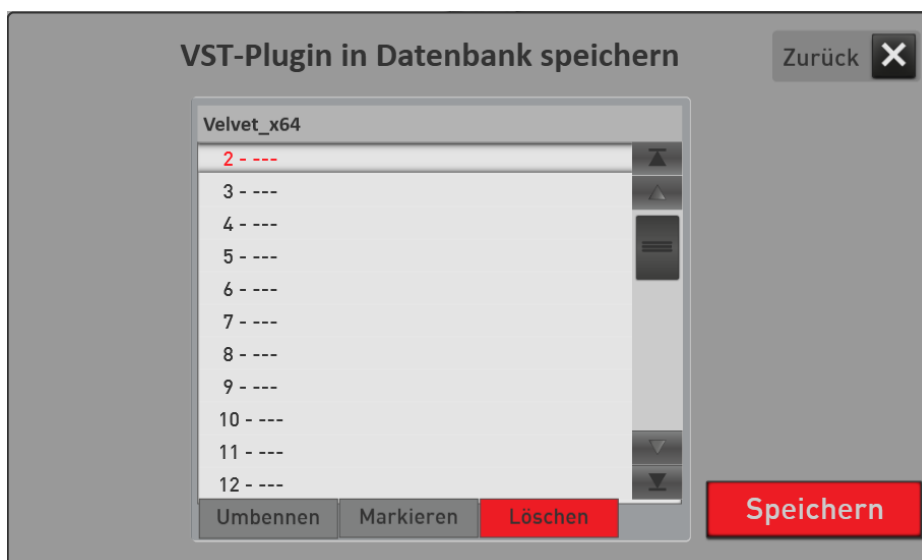 VST-Plugin in Datenbank speichern
Zurück
Velvet_x64
2 - ---
3 - ---
4 - ---
5 - ---
6 - ---
7 - ---
8 - ---
9 - ---
10 - ---
11 - ---
12 - ---
Umbennen Markieren Löschen
Speichern